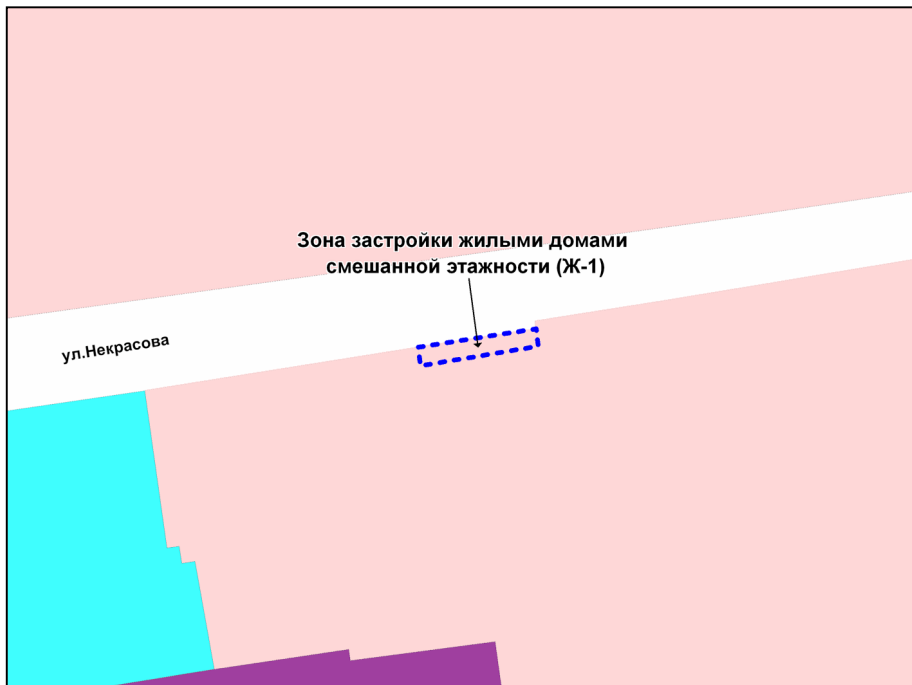 Зона застройки жилыми домами
смешанной этажности (Ж-1)
ул.Некрасова